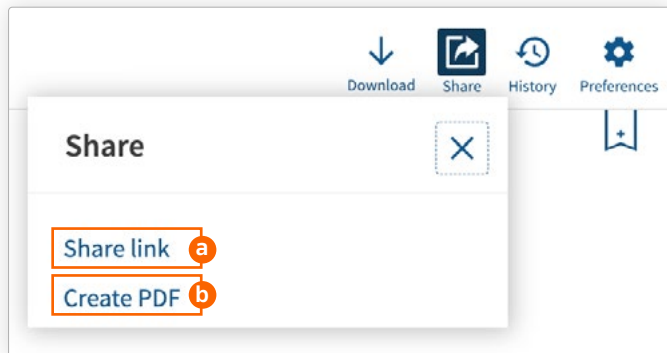 Download Share History Preferences
Share
Share link a
Create PDF b